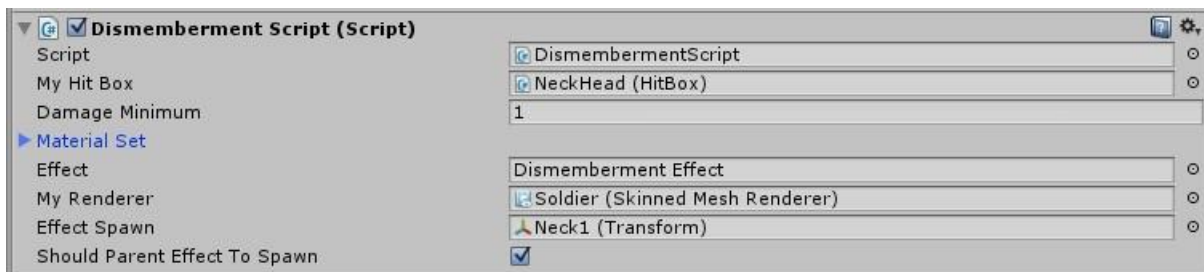 Dismemberment Script (Script)
Script DismembermentScript
My Hit Box NeckHead (HitBox)
Damage Minimum 1
Material Set
Effect Dismemberment Effect
My Renderer Soldier (Skinned Mesh Renderer)
Effect Spawn Neck1 (Transform)
Should Parent Effect To Spawn